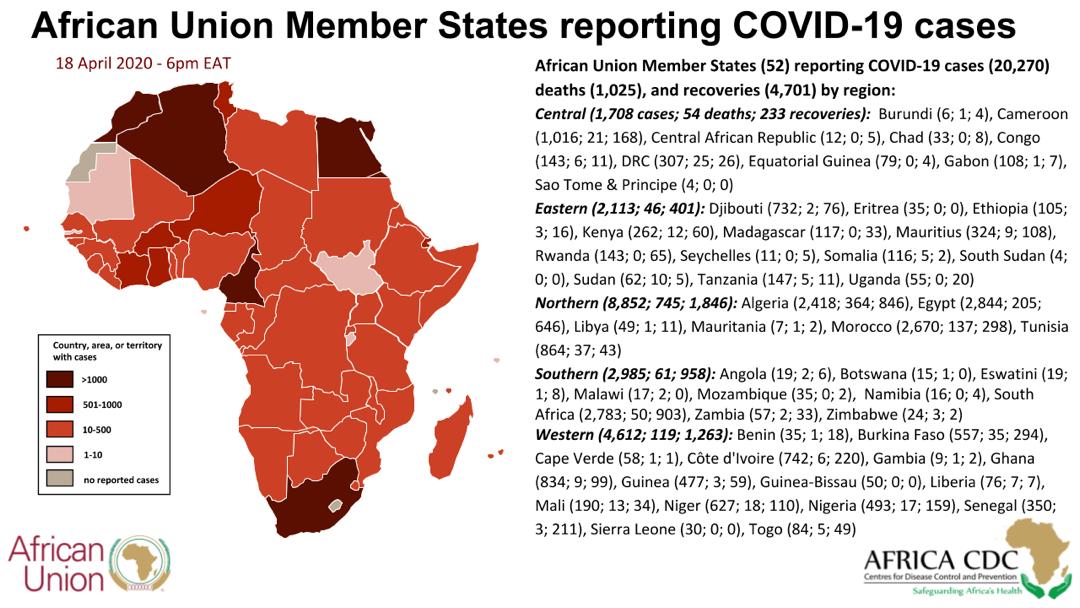 African Union Member States reporting COVID-19 cases
18 April 2020 - 6pm EAT
African Union Member States (52) reporting COVID-19 cases (20,270)
deaths (1,025), and recoveries (4,701) by region:
Central (1,708 cases; 54 deaths; 233 recoveries): Burundi (6; 1; 4), Cameroon
(1,016; 21; 168), Central African Republic (12; 0; 5), Chad (33; 0; 8), Congo
(143; 6; 11), DRC (307; 25; 26), Equatorial Guinea (79; 0; 4), Gabon (108; 1; 7),
Sao Tome & Principe (4; 0; 0)
Eastern (2,113; 46; 401): Djibouti (732; 2; 76), Eritrea (35; 0; 0), Ethiopia (105;
3; 16), Kenya (262; 12; 60), Madagascar (117; 0; 33), Mauritius (324; 9; 108),
Rwanda (143; 0; 65), Seychelles (11; 0; 5), Somalia (116; 5; 2), South Sudan (4;
0; 0), Sudan (62; 10; 5), Tanzania (147; 5; 11), Uganda (55; 0; 20)
Northern (8,852; 745; 1,846): Algeria (2,418; 364; 846), Egypt (2,844; 205;
646), Libya (49; 1; 11), Mauritania (7; 1; 2), Morocco (2,670; 137; 298), Tunisia
(864; 37; 43)
Southern (2,985; 61; 958): Angola (19; 2; 6), Botswana (15; 1; 0), Eswatini (19;
1; 8), Malawi (17; 2; 0), Mozambique (35; 0; 2), Namibia (16; 0; 4), South
Africa (2,783; 50; 903), Zambia (57; 2; 33), Zimbabwe (24; 3; 2)
Western (4,612; 119; 1,263): Benin (35; 1; 18), Burkina Faso (557; 35; 294),
Cape Verde (58; 1; 1), Côte d'Ivoire (742; 6; 220), Gambia (9; 1; 2), Ghana
(834; 9; 99), Guinea (477; 3; 59), Guinea-Bissau (50; 0; 0), Liberia (76; 7; 7),
Mali (190; 13; 34), Niger (627; 18; 110), Nigeria (493; 17; 159), Senegal (350;
3; 211), Sierra Leone (30; 0; 0), Togo (84; 5; 49)
Country, area, or territory
with cases
>1000
501-1000
10-500
1-10
no reported cases
African
Union
AFRICA CDC
Centres for Disease Control and Prevention
Safeguarding Africa's Health